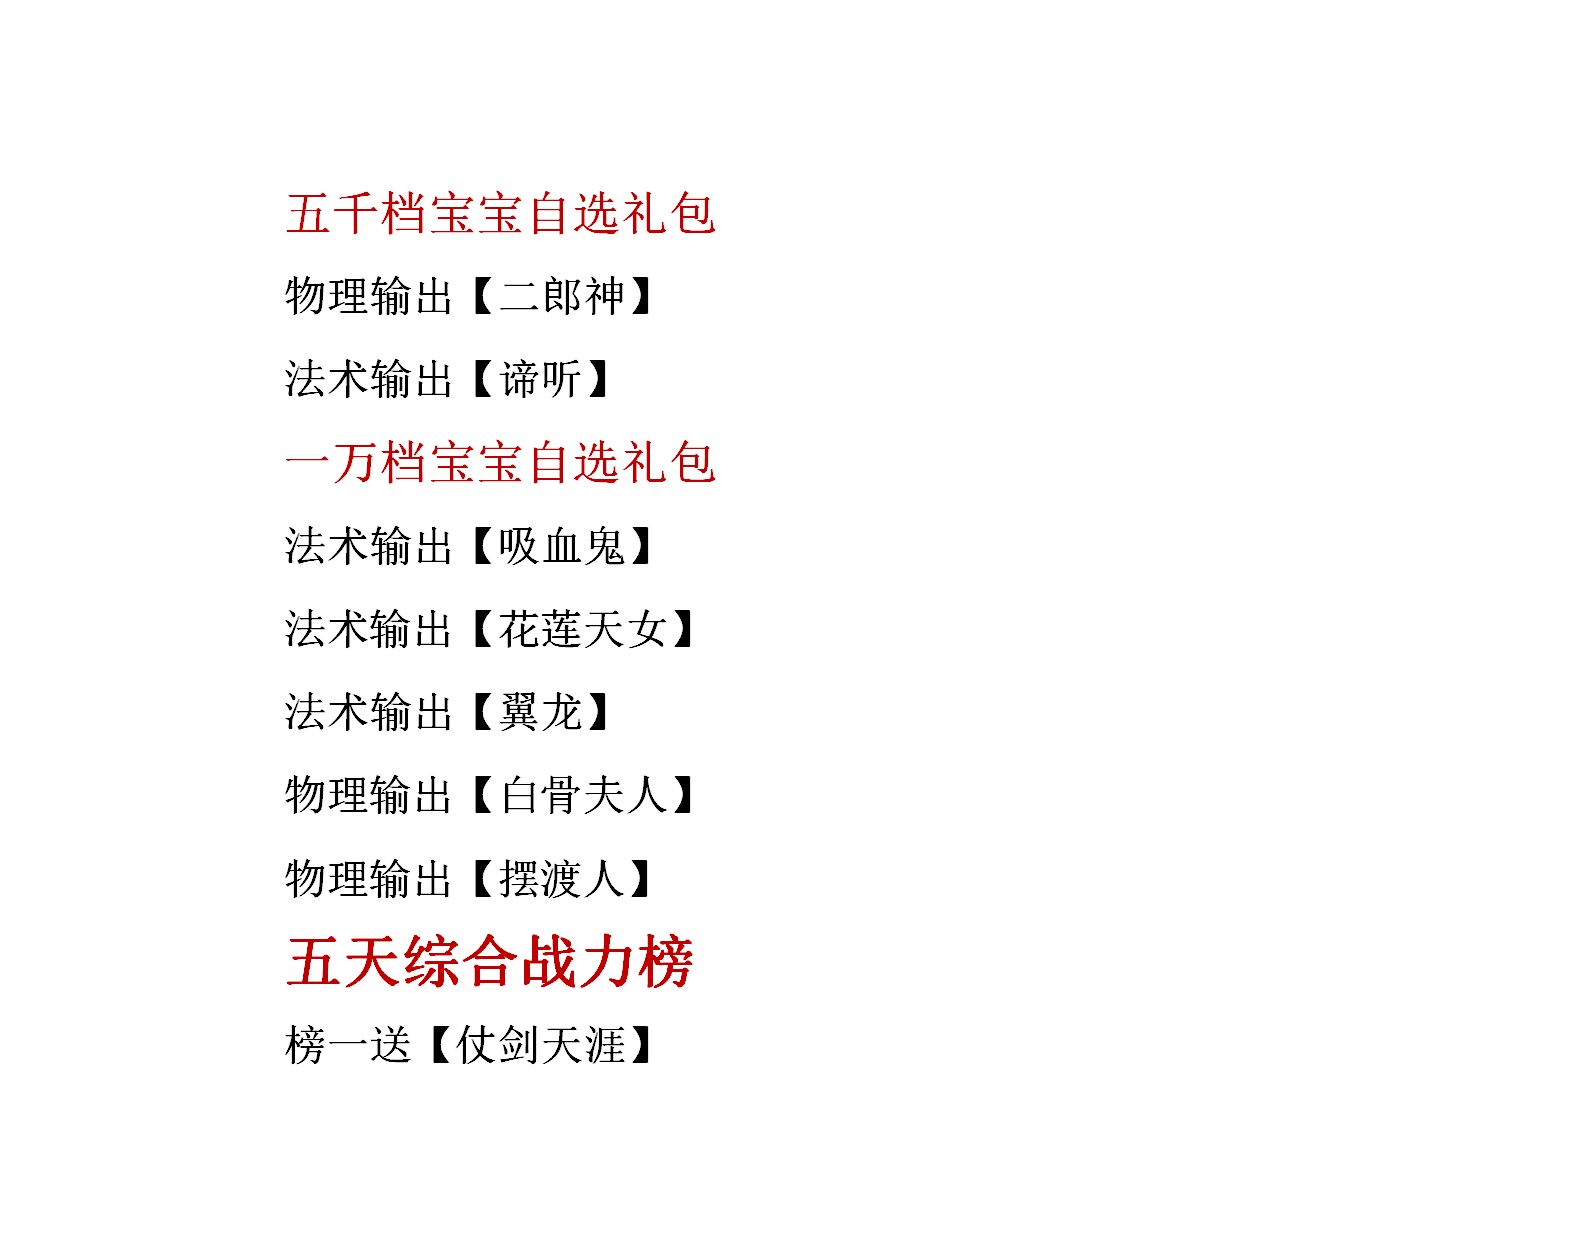 五千档宝宝自选礼包
物理输出【二郎神】
法术输出【谛听】
一万档宝宝自选礼包
法术输出【吸血鬼】
法术输出【花莲天女】
法术输出【翼龙】
物理输出【白骨夫人】
物理输出【摆渡人】
五天综合战力榜
榜一送【仗剑天涯】